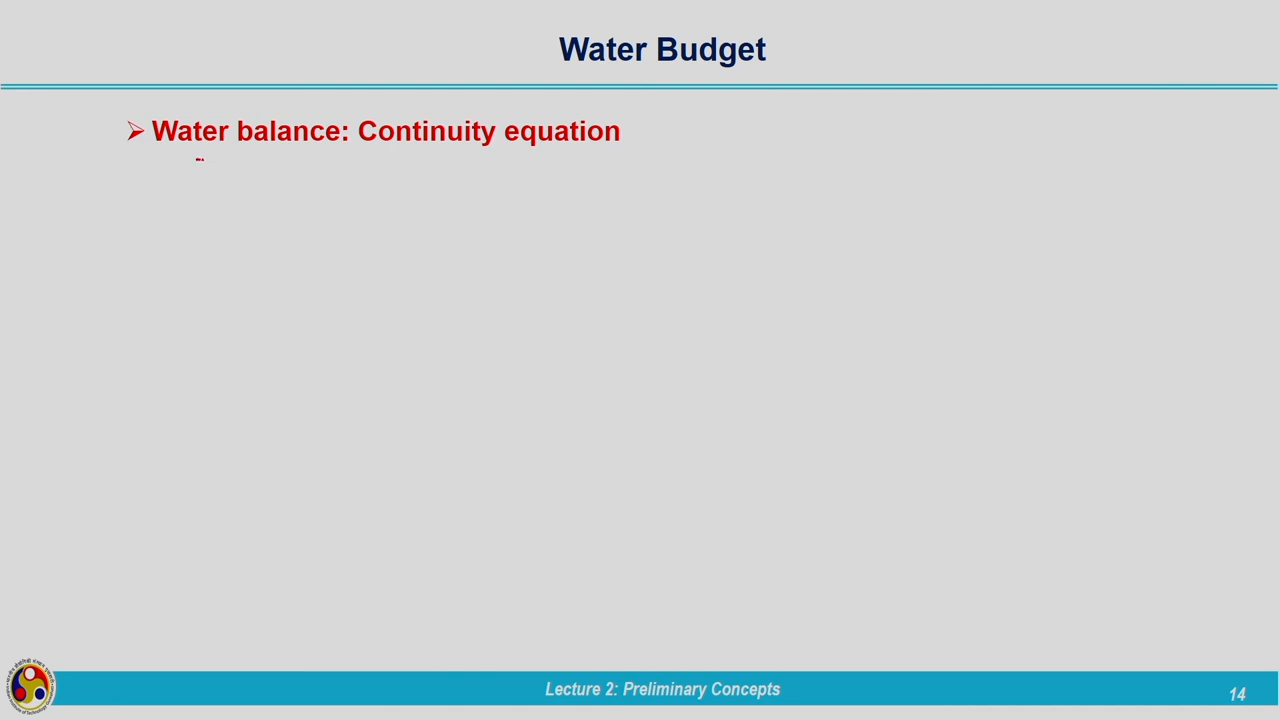 Water Budget
➢ Water balance: Continuity equation
Lecture 2: Preliminary Concepts
14